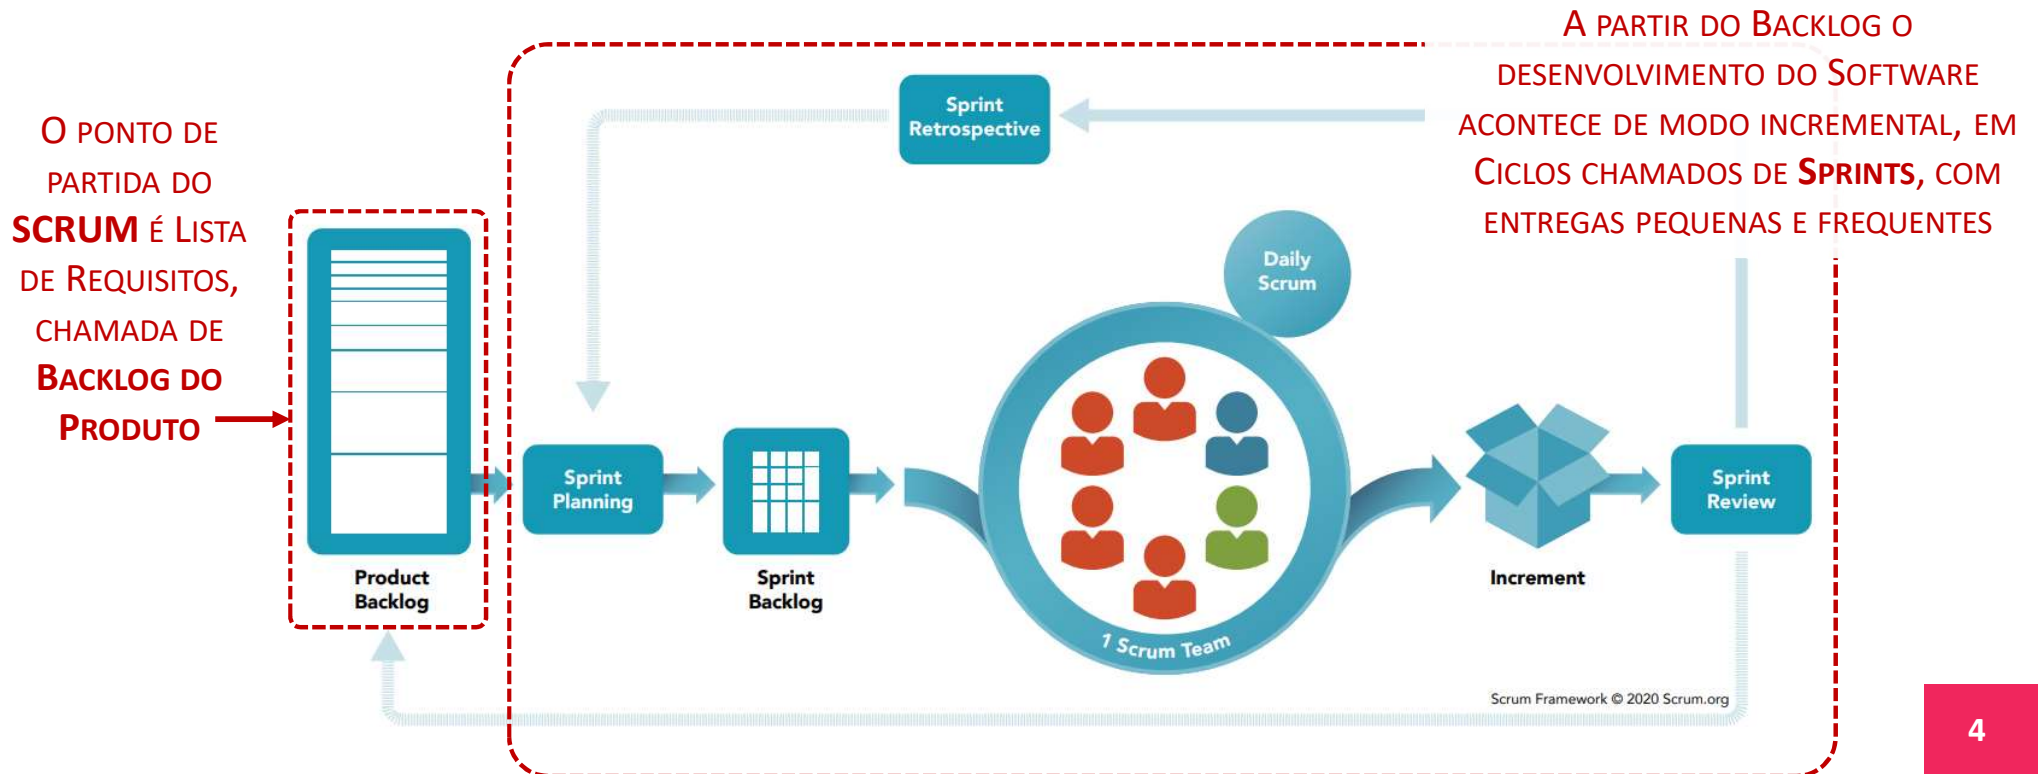 O PONTO DE
PARTIDA DO
SCRUM É LISTA
DE REQUISITOS,
CHAMADA DE
BACKLOG DO
PRODUTO
A PARTIR DO BACKLOG O
DESENVOLVIMENTO DO SOFTWARE
ACONTECE DE MODO INCREMENTAL, EM
CICLOS CHAMADOS DE SPRINTS, COM
ENTREGAS PEQUENAS E FREQUENTES
Sprint
Retrospective
Daily
Scrum
Sprint
Planning
Sprint
Review
Product
Backlog
Sprint
Backlog
Increment
1 Scrum Team
Scrum Framework © 2020 Scrum.org
4